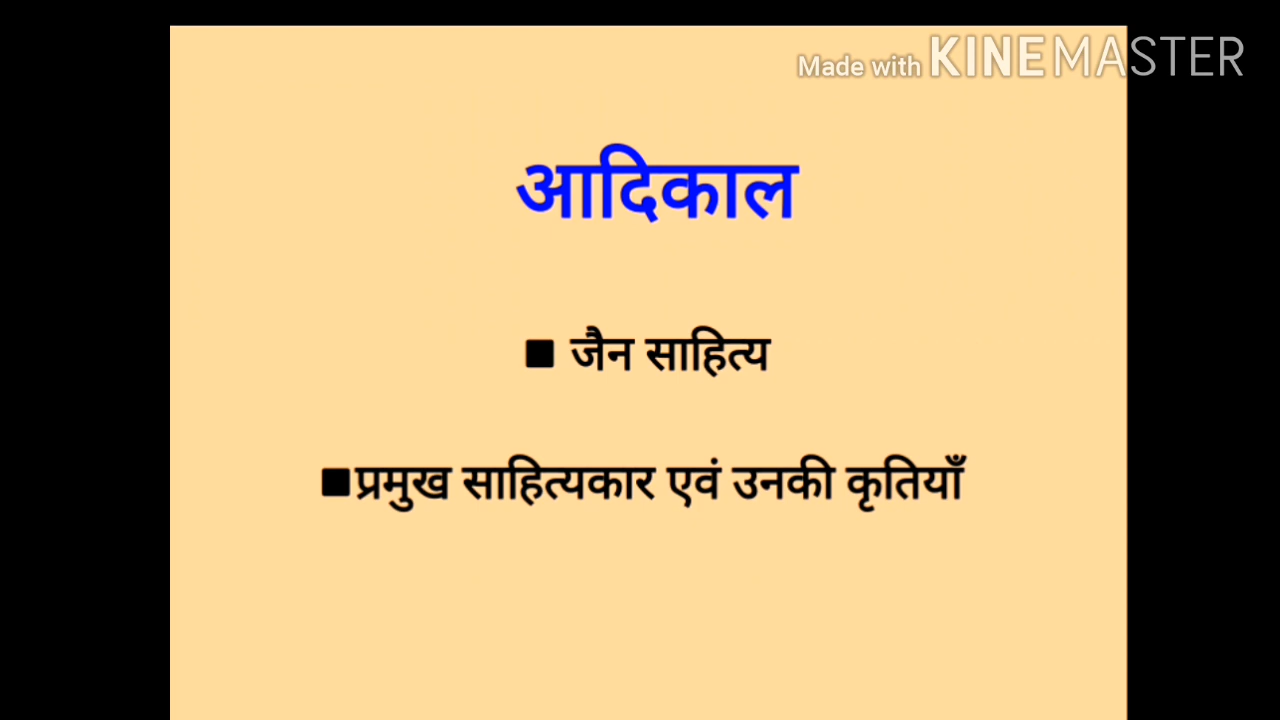 Made with KINEMASTER
आदिकाल
■ जैन साहित्य
■प्रमुख साहित्यकार एवं उनकी कृतियाँ